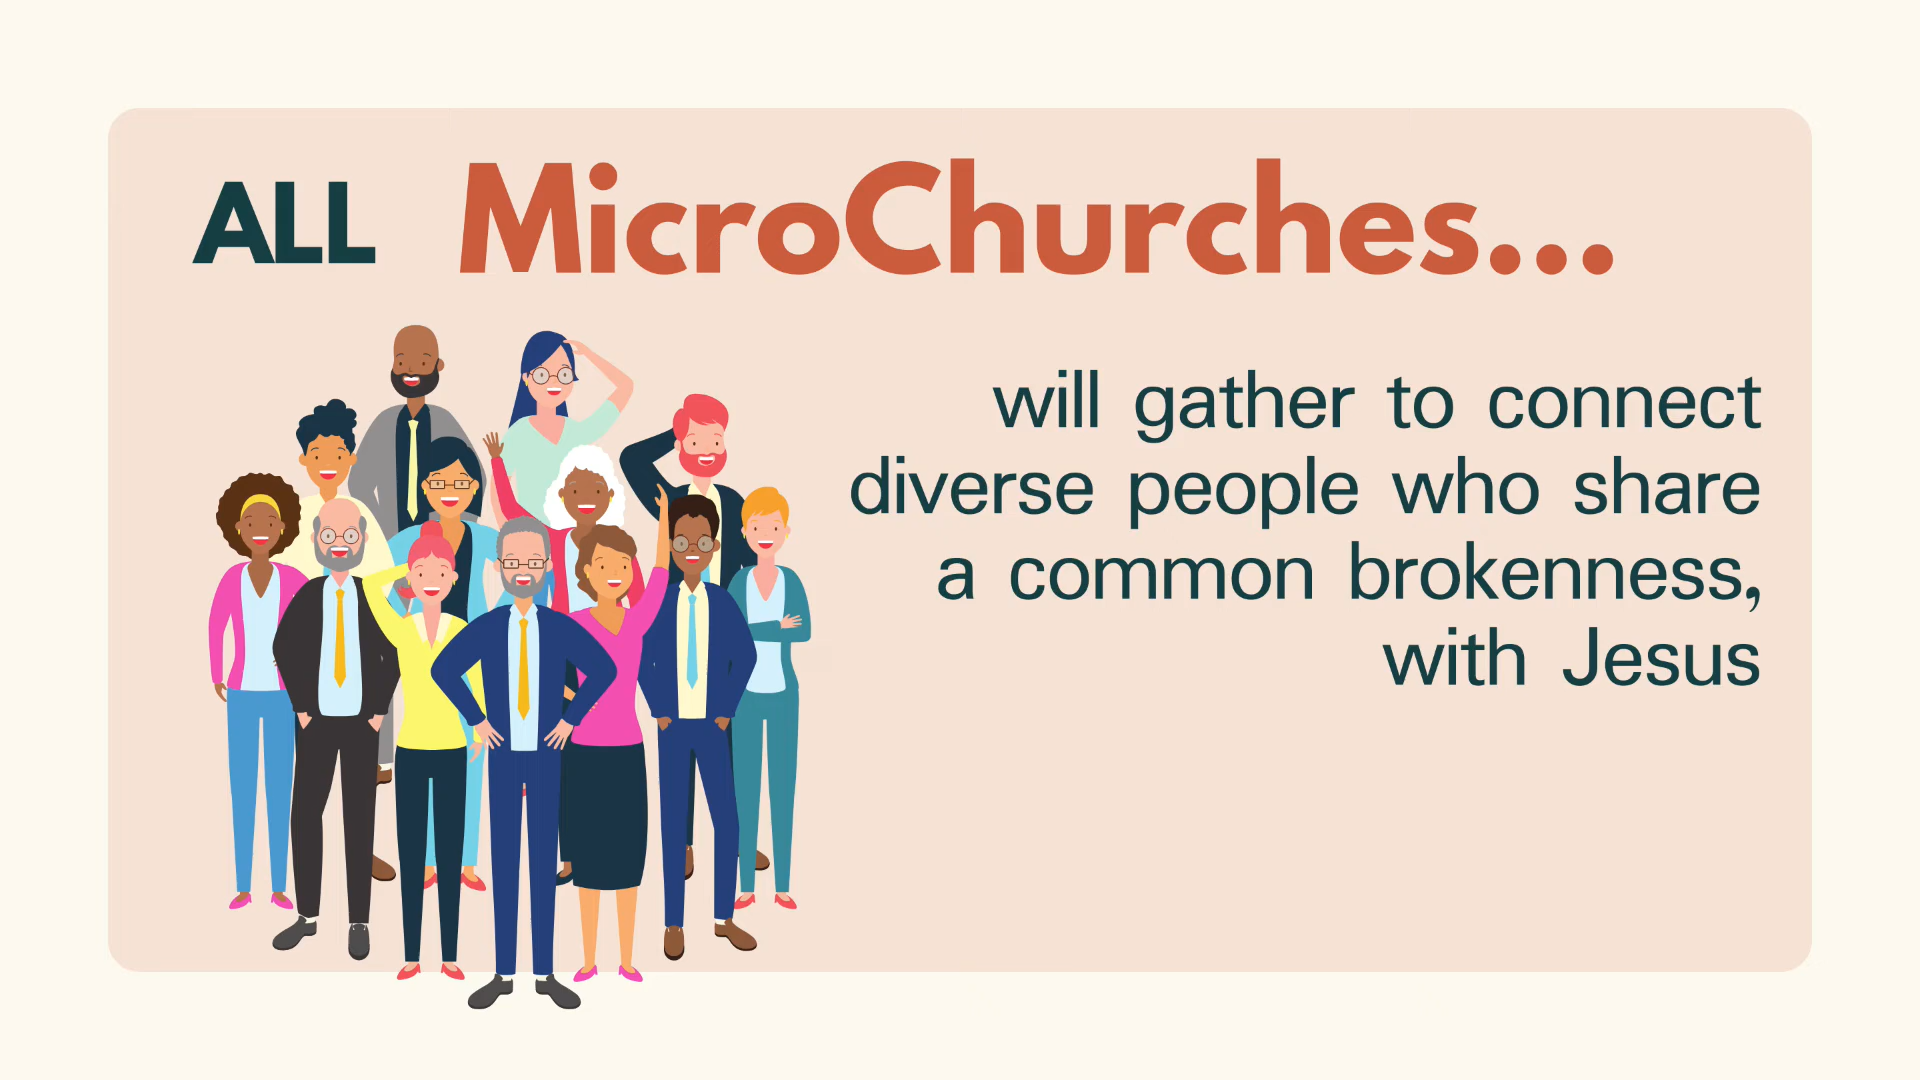 ALL MicroChurches...
will gather to connect
diverse people who share
a common brokenness,
with Jesus